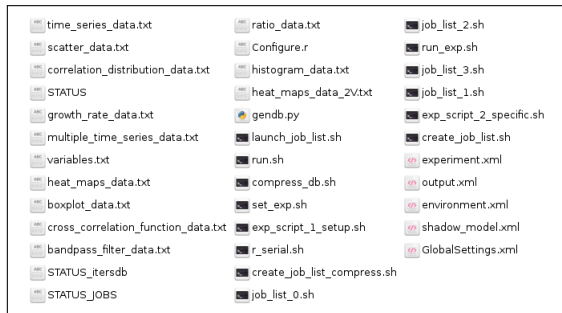 time_series_data.txt
scatter_data.txt
correlation_distribution_data.txt
STATUS
growth_rate_data.txt
multiple_time_series_data.txt
variables.txt
heat_maps_data.txt
boxplot_data.txt
cross_correlation_function_data.txt
bandpass_filter_data.txt
STATUS_itersdb
STATUS_JOBS
ratio_data.txt
Configure.r
histogram_data.txt
heat_maps_data_2V.txt
gendb.py
launch_job_list.sh
run.sh
compress_db.sh
set_exp.sh
exp_script_1_setup.sh
r_serial.sh
create_job_list_compress.sh
job_list_0.sh
job_list_2.sh
run_exp.sh
job_list_3.sh
job_list_1.sh
exp_script_2_specific.sh
create_job_list.sh
experiment.xml
output.xml
environment.xml
shadow_model.xml
GlobalSettings.xml